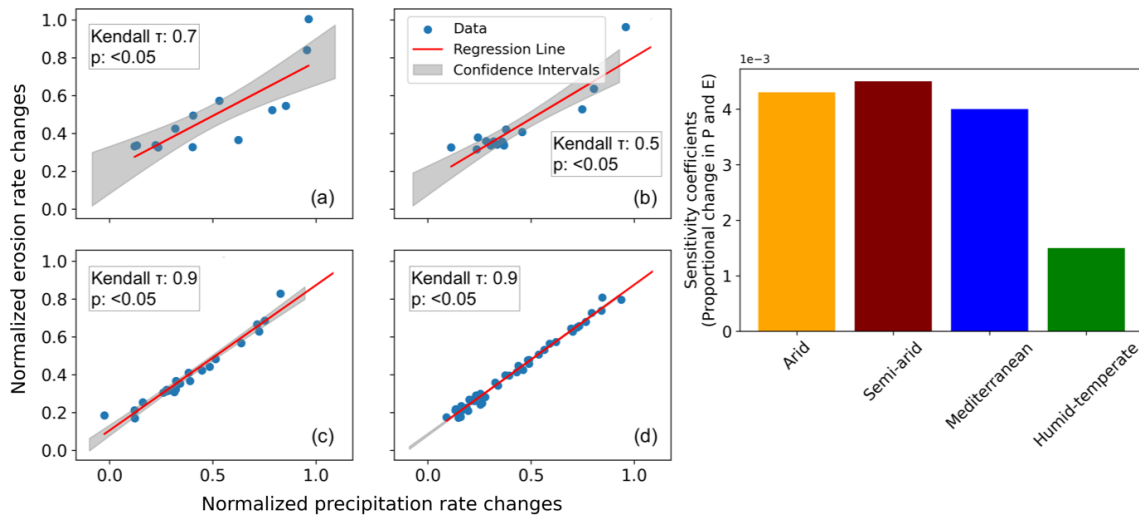 Normalized erosion rate changes
1.0
0.8
0.6
0.4
0.2
0.0
Kendall τ: 0.7
p: <0.05
(a)
Data
Regression Line
Confidence Intervals
Kendall τ: 0.5
p: <0.05
(b)
1.0
0.8
0.6
0.4
0.2
0.0
Kendall τ: 0.9
p: <0.05
(c)
0.0
0.5
1.0
Kendall τ: 0.9
p: <0.05
(d)
0.0
0.5
1.0
Normalized precipitation rate changes
1e−3
Sensitivity coefficients
(Proportional change in P and E)
4
3
2
1
0
Arid
Semi-arid
Mediterranean
Humid-temperate